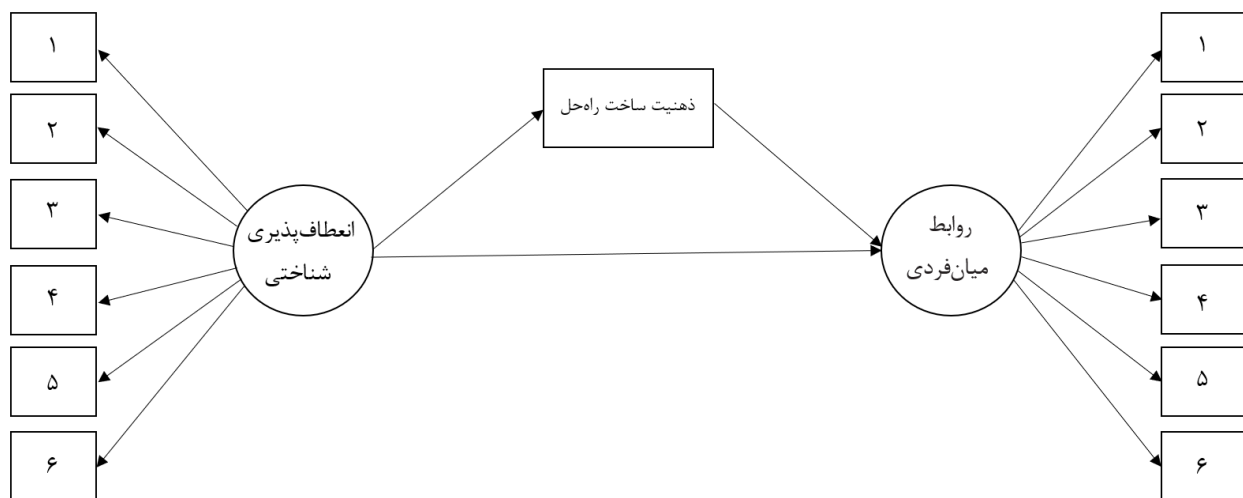 ۱
۲
۳
۴
۵
۶
انعطاف‌پذیری
شناختی
ذهنیت ساخت راه‌حل
روابط
میان‌فردی
۱
۲
۳
۴
۵
۶